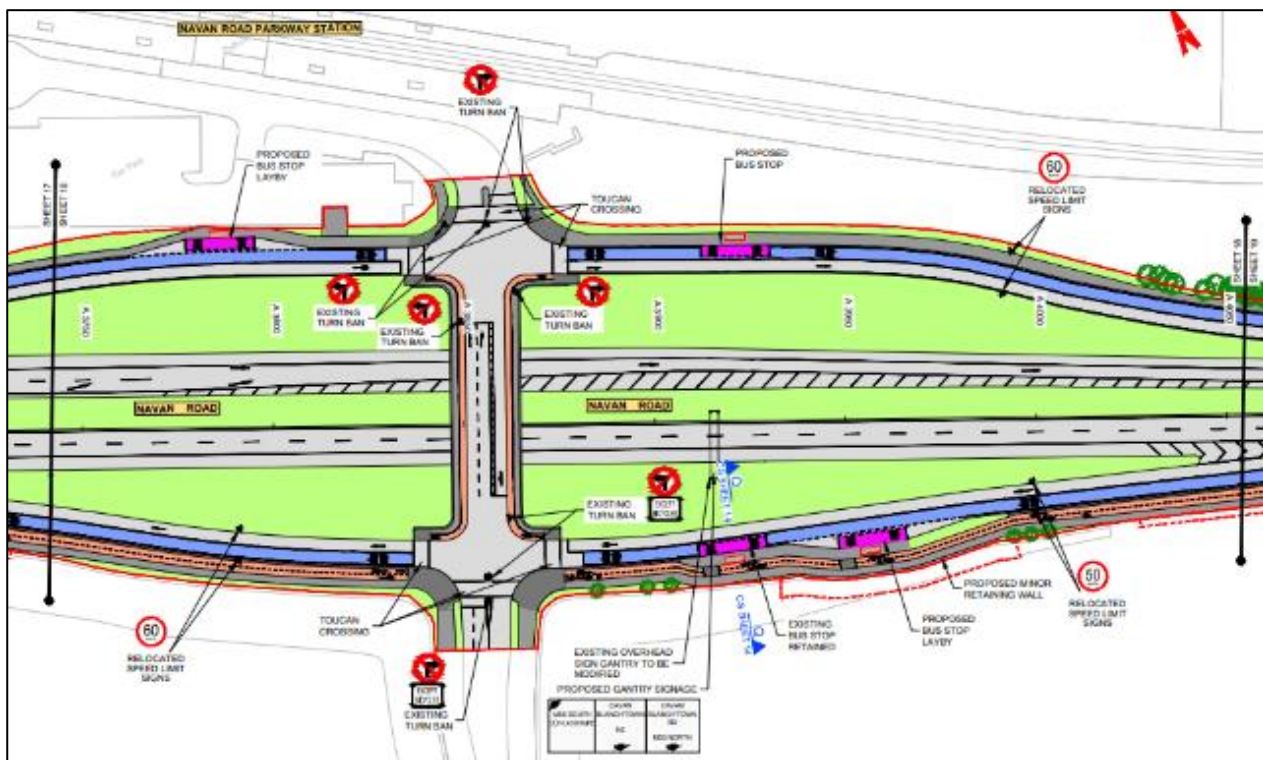 NAVAN ROAD PARKWAY STATION
EXISTING
TURN BAN
PROPOSED
BUS STOP
LAYBY
PROPOSED
BUS STOP
TOUCAN
CROSSING
60
RELOCATED
SPEED LIMIT
SIGNS
SHEET 17
SHEET 18
SHEET 18
SHEET 19
EXISTING
TURN BAN
EXISTING
TURN BAN
EXISTING
TURN BAN
A 4000
NAVAN ROAD
NAVAN ROAD
EXISTING
TURN BAN
60
RELOCATED
SPEED LIMIT
SIGNS
TOUCAN
CROSSING
EXISTING
TURN BAN
EXISTING OVERHEAD
SIGN GANTRY TO BE
MODIFIED
PROPOSED GANTRY SIGNAGE
EXISTING
BUS STOP
RETAINED
PROPOSED
BUS STOP
LAYBY
PROPOSED MINOR
RETAINING WALL
50
RELOCATED
SPEED LIMIT
SIGNS